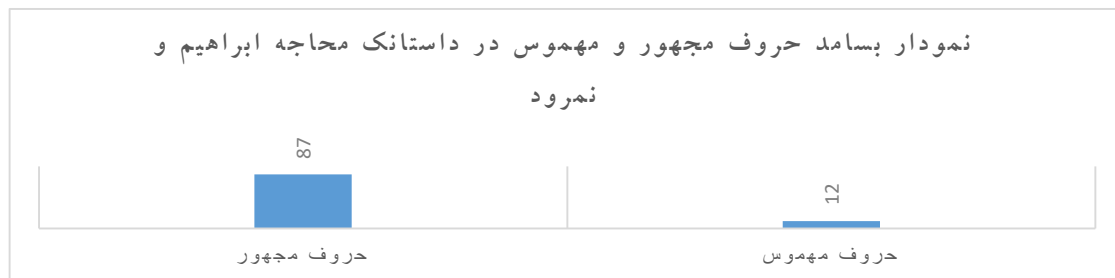 نمودار بسامد حروف مجهور و مهموس در داستانک محاجه ابراهیم و
نمرود
87
12
حروف مجهور
حروف مهموس